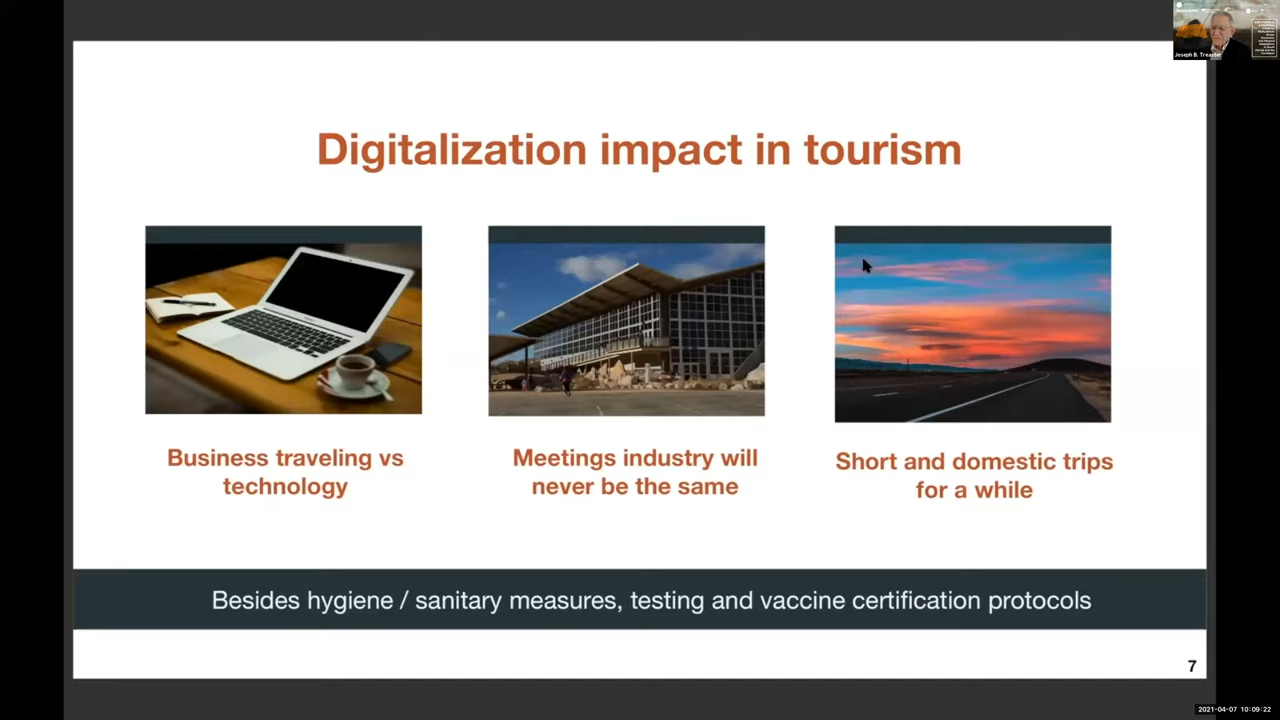 Joseph B. Treaster
Digitalization impact in tourism
Business traveling vs
technology
Meetings industry will
never be the same
Short and domestic trips
for a while
Besides hygiene / sanitary measures, testing and vaccine certification protocols
7
2021-04-07 10:09:22